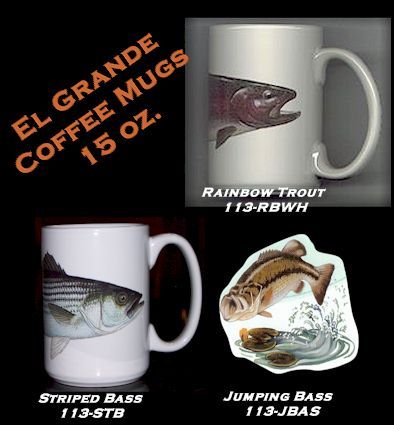 El Grande
Coffee Mugs
15 oz.
Rainbow Trout
113-RBWH
Striped Bass
113-STB
Jumping Bass
113-JBAS